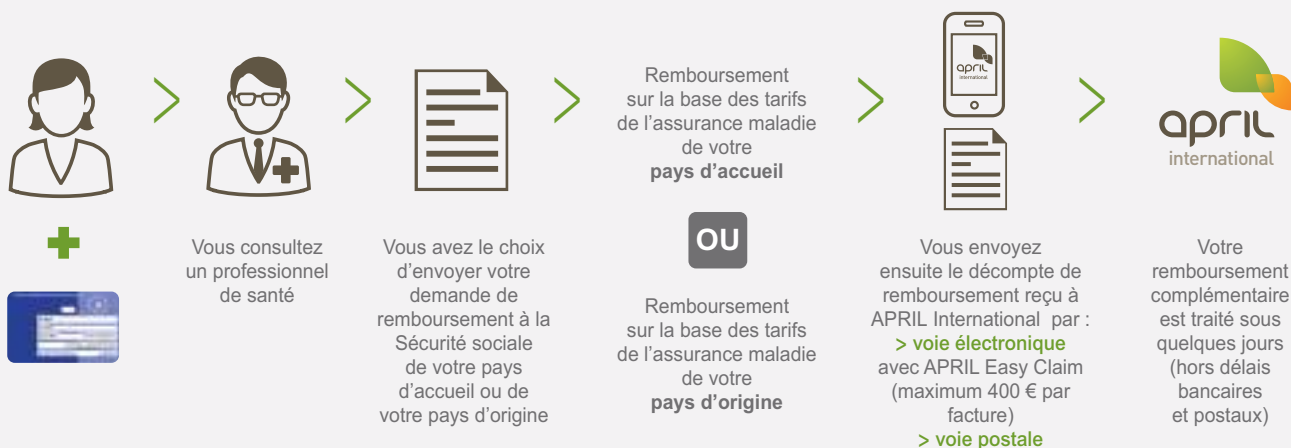 Vous consultez
un professionnel
de santé
Vous avez le choix
d'envoyer votre
demande de
remboursement à la
Sécurité sociale
de votre pays
d'accueil ou de
votre pays d'origine
Remboursement
sur la base des tarifs
de l'assurance maladie
de votre
pays d'accueil
OU
Remboursement
sur la base des tarifs
de l'assurance maladie
de votre
pays d'origine
april
international
Vous envoyez
ensuite le décompte de
remboursement reçu à
APRIL International par :
> voie électronique
avec APRIL Easy Claim
(maximum 400 € par
facture)
> voie postale
april
international
Votre
remboursement
complémentaire
est traité sous
quelques jours
(hors délais
bancaires
et postaux)